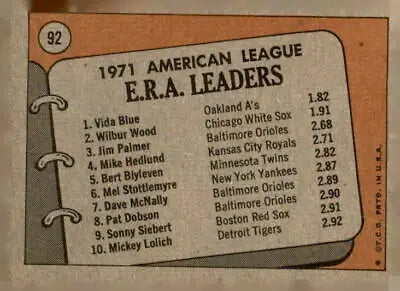 92
1971 AMERICAN LEAGUE
E.R.A. LEADERS
1. Vida Blue Oakland A's 1.82
2. Wilbur Wood Chicago White Sox 1.91
3. Jim Palmer Baltimore Orioles 2.68
4. Mike Hedlund Kansas City Royals 2.71
5. Bert Blyleven Minnesota Twins 2.82
6. Mel Stottlemyre New York Yankees 2.87
7. Dave McNally Baltimore Orioles 2.89
8. Pat Dobson Baltimore Orioles 2.90
9. Sonny Siebert Boston Red Sox 2.91
10. Mickey Lolich Detroit Tigers 2.92
© T.C.G. PRTD. IN U.S.A.